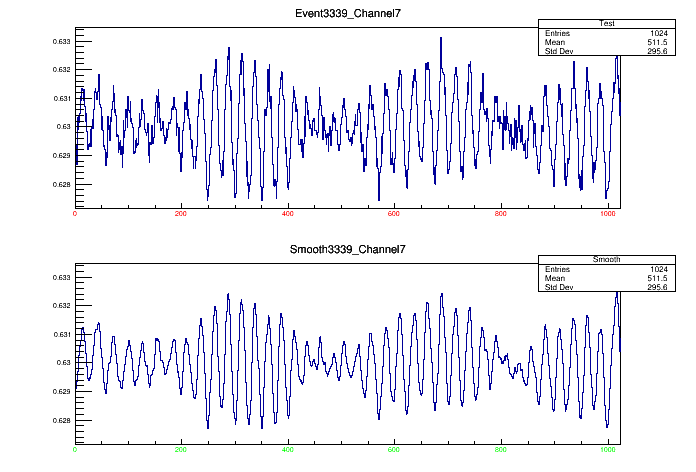 Event3339_Channel7
Test
Entries 1024
Mean 511.5
Std Dev 295.6
0.633
0.632
0.631
0.63
0.629
0.628
0 200 400 600 800 1000
Smooth3339_Channel7
Smooth
Entries 1024
Mean 511.5
Std Dev 295.6
0.633
0.632
0.631
0.63
0.629
0.628
0 200 400 600 800 1000